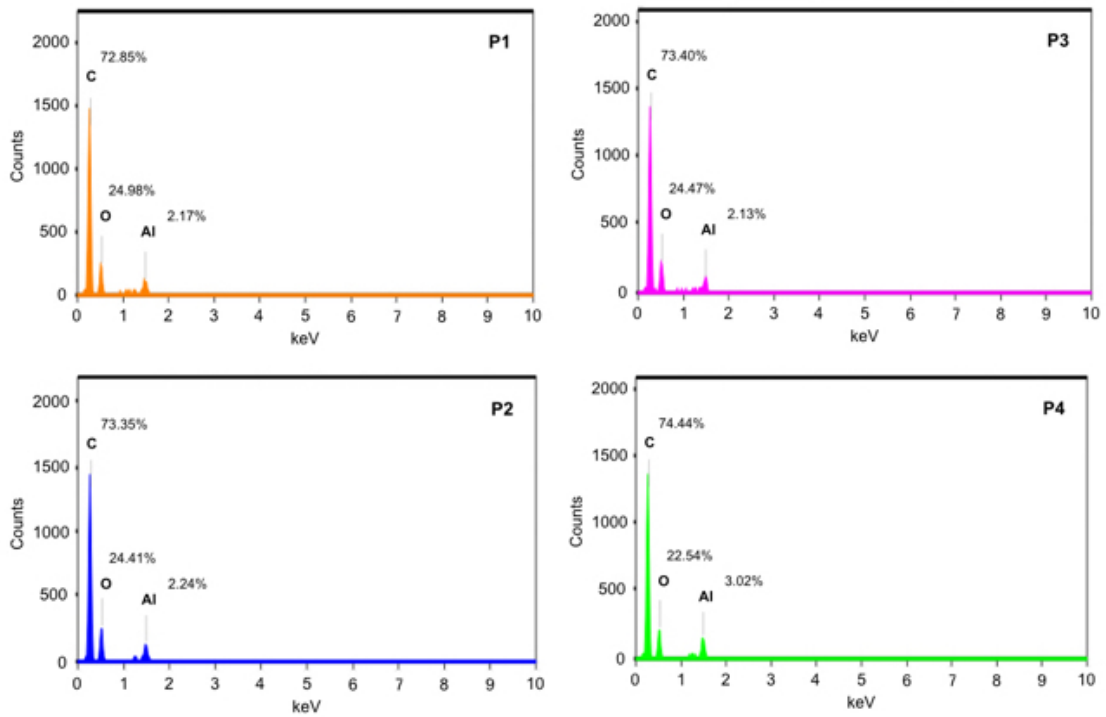 P1
2000
72.85%
C
1500
Counts
1000
24.98%
O
2.17%
Al
500
0
0 1 2 3 4 5 6 7 8 9 10
keV
P3
2000
73.40%
C
1500
Counts
1000
24.47%
O
2.13%
Al
500
0
0 1 2 3 4 5 6 7 8 9 10
keV
P2
2000
73.35%
C
1500
Counts
1000
24.41%
O
2.24%
Al
500
0
0 1 2 3 4 5 6 7 8 9 10
keV
P4
2000
74.44%
C
1500
Counts
1000
22.54%
O
3.02%
Al
500
0
0 1 2 3 4 5 6 7 8 9 10
keV